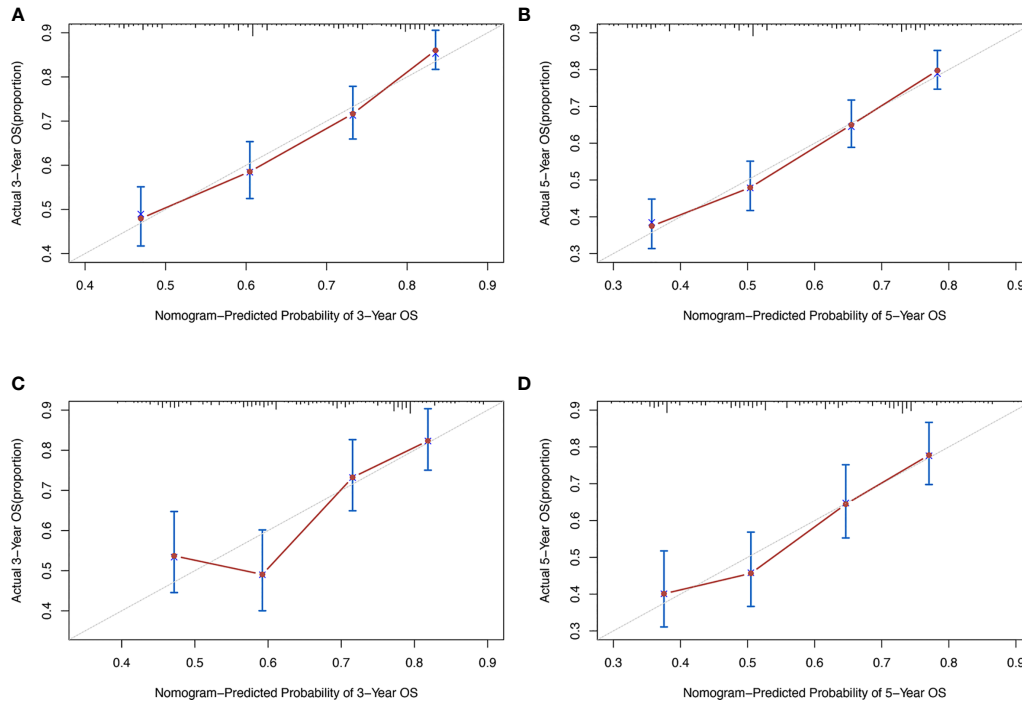 A
B
Actual 3−Year OS(proportion)
0.4 0.5 0.6 0.7 0.8 0.9
0.4 0.5 0.6 0.7 0.8 0.9
Nomogram−Predicted Probability of 3−Year OS
Actual 5−Year OS(proportion)
0.3 0.4 0.5 0.6 0.7 0.8 0.9
0.3 0.4 0.5 0.6 0.7 0.8 0.9
Nomogram−Predicted Probability of 5−Year OS
C
D
Actual 3−Year OS(proportion)
0.4 0.5 0.6 0.7 0.8 0.9
0.4 0.5 0.6 0.7 0.8 0.9
Nomogram−Predicted Probability of 3−Year OS
Actual 5−Year OS(proportion)
0.3 0.4 0.5 0.6 0.7 0.8 0.9
0.3 0.4 0.5 0.6 0.7 0.8 0.9
Nomogram−Predicted Probability of 5−Year OS